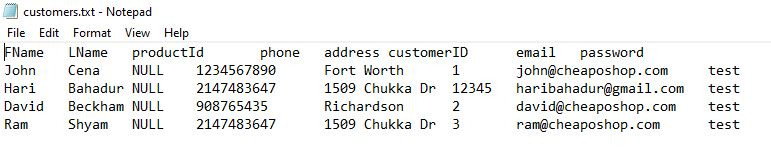 customers.txt - Notepad
File Edit Format View Help
FName LName productId phone address customerID email password
John Cena NULL 1234567890 Fort Worth 1 john@cheaposhop.com test
Hari Bahadur NULL 2147483647 1509 Chukka Dr 12345 haribahadur@gmail.com test
David Beckham NULL 908765435 Richardson 2 david@cheaposhop.com test
Ram Shyam NULL 2147483647 1509 Chukka Dr 3 ram@cheaposhop.com test